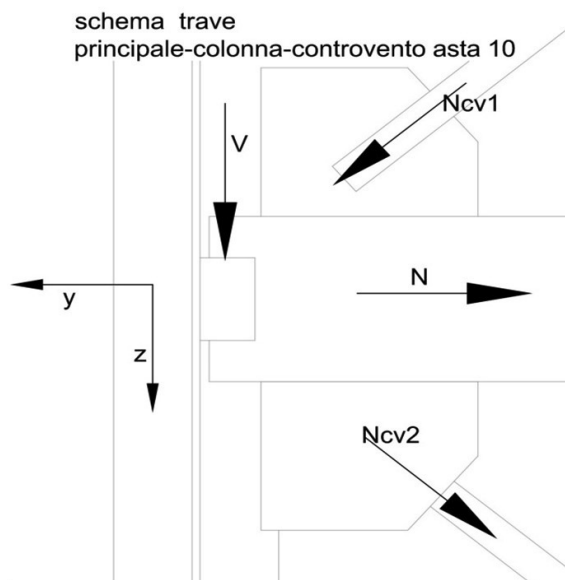 schema trave
principale-colonna-controvento asta 10
Ncv1
V
N
y
z
Ncv2